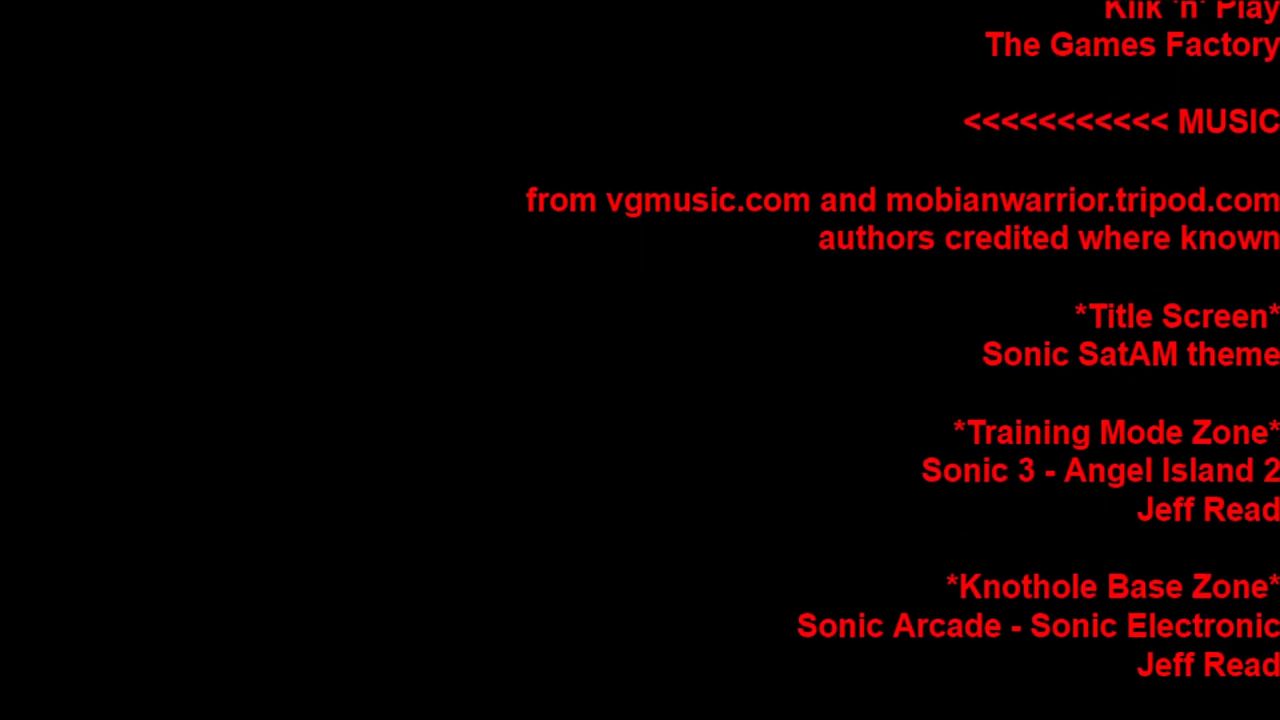 Klik 'n' Play
The Games Factory
<<<<<<<<<<< MUSIC
from vgmusic.com and mobianwarrior.tripod.com
authors credited where known
*Title Screen*
Sonic SatAM theme
*Training Mode Zone*
Sonic 3 - Angel Island 2
Jeff Read
*Knothole Base Zone*
Sonic Arcade - Sonic Electronic
Jeff Read